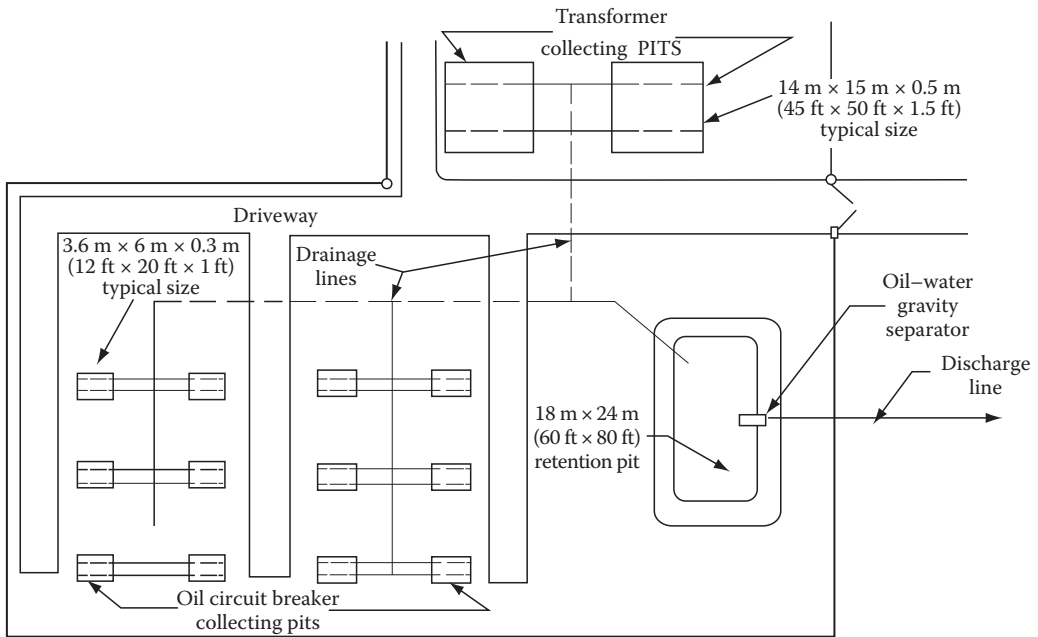 Transformer
collecting PITS
14 m × 15 m × 0.5 m
(45 ft × 50 ft × 1.5 ft)
typical size
Driveway
3.6 m × 6 m × 0.3 m
(12 ft × 20 ft × 1 ft)
typical size
Drainage
lines
Oil–water
gravity
separator
Discharge
line
18 m × 24 m
(60 ft × 80 ft)
retention pit
Oil circuit breaker
collecting pits